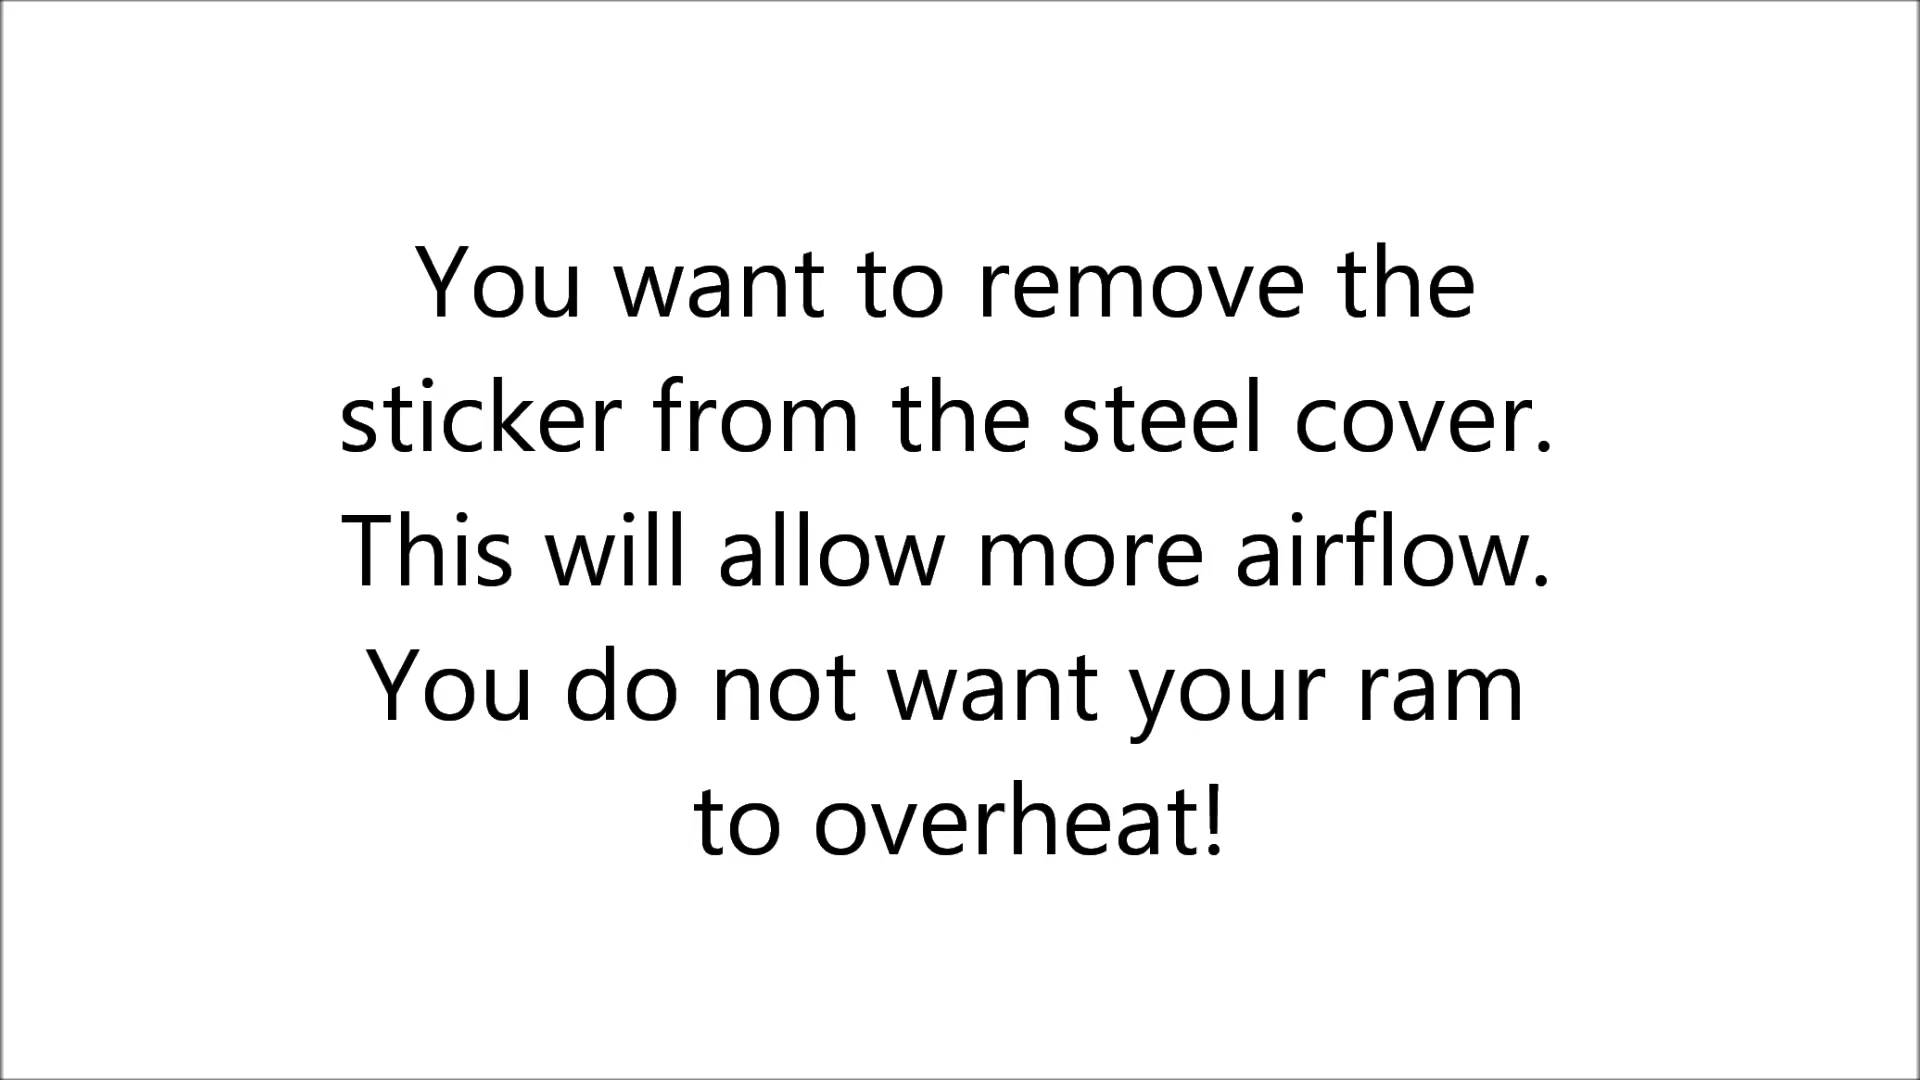 You want to remove the
sticker from the steel cover.
This will allow more airflow.
You do not want your ram
to overheat!